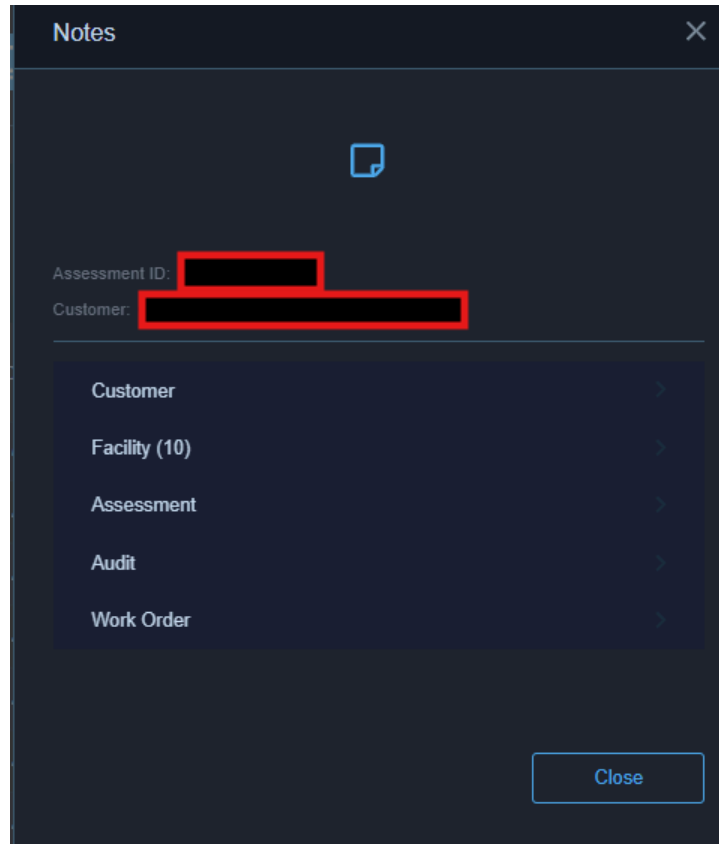 Notes
Assessment ID:
Customer:
Customer
Facility (10)
Assessment
Audit
Work Order
Close